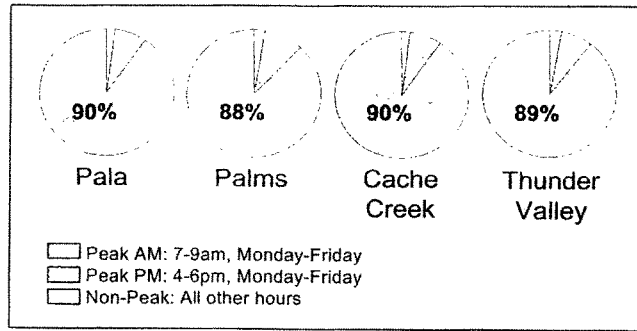 90% 88% 90% 89%
Pala Palms Cache Creek Thunder Valley
Peak AM: 7-9am, Monday-Friday
Peak PM: 4-6pm, Monday-Friday
Non-Peak: All other hours